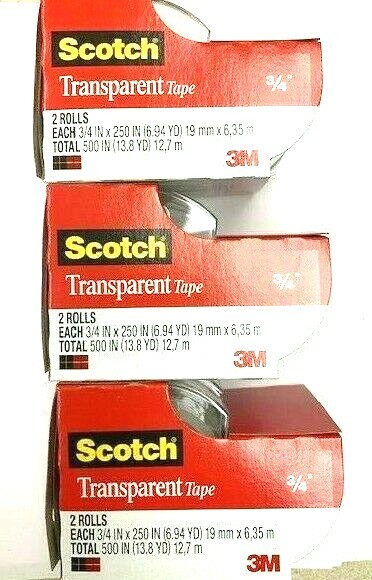 Scotch
Transparent Tape
3/4"
2 ROLLS
EACH 3/4 IN x 250 IN (6.94 YD) 19 mm x 6,35 m
TOTAL 500 IN (13.8 YD) 12,7 m
3M
Scotch
Transparent Tape
3/4"
2 ROLLS
EACH 3/4 IN x 250 IN (6.94 YD) 19 mm x 6,35 m
TOTAL 500 IN (13.8 YD) 12,7 m
3M
Scotch
Transparent Tape
3/4"
2 ROLLS
EACH 3/4 IN x 250 IN (6.94 YD) 19 mm x 6,35 m
TOTAL 500 IN (13.8 YD) 12,7 m
3M